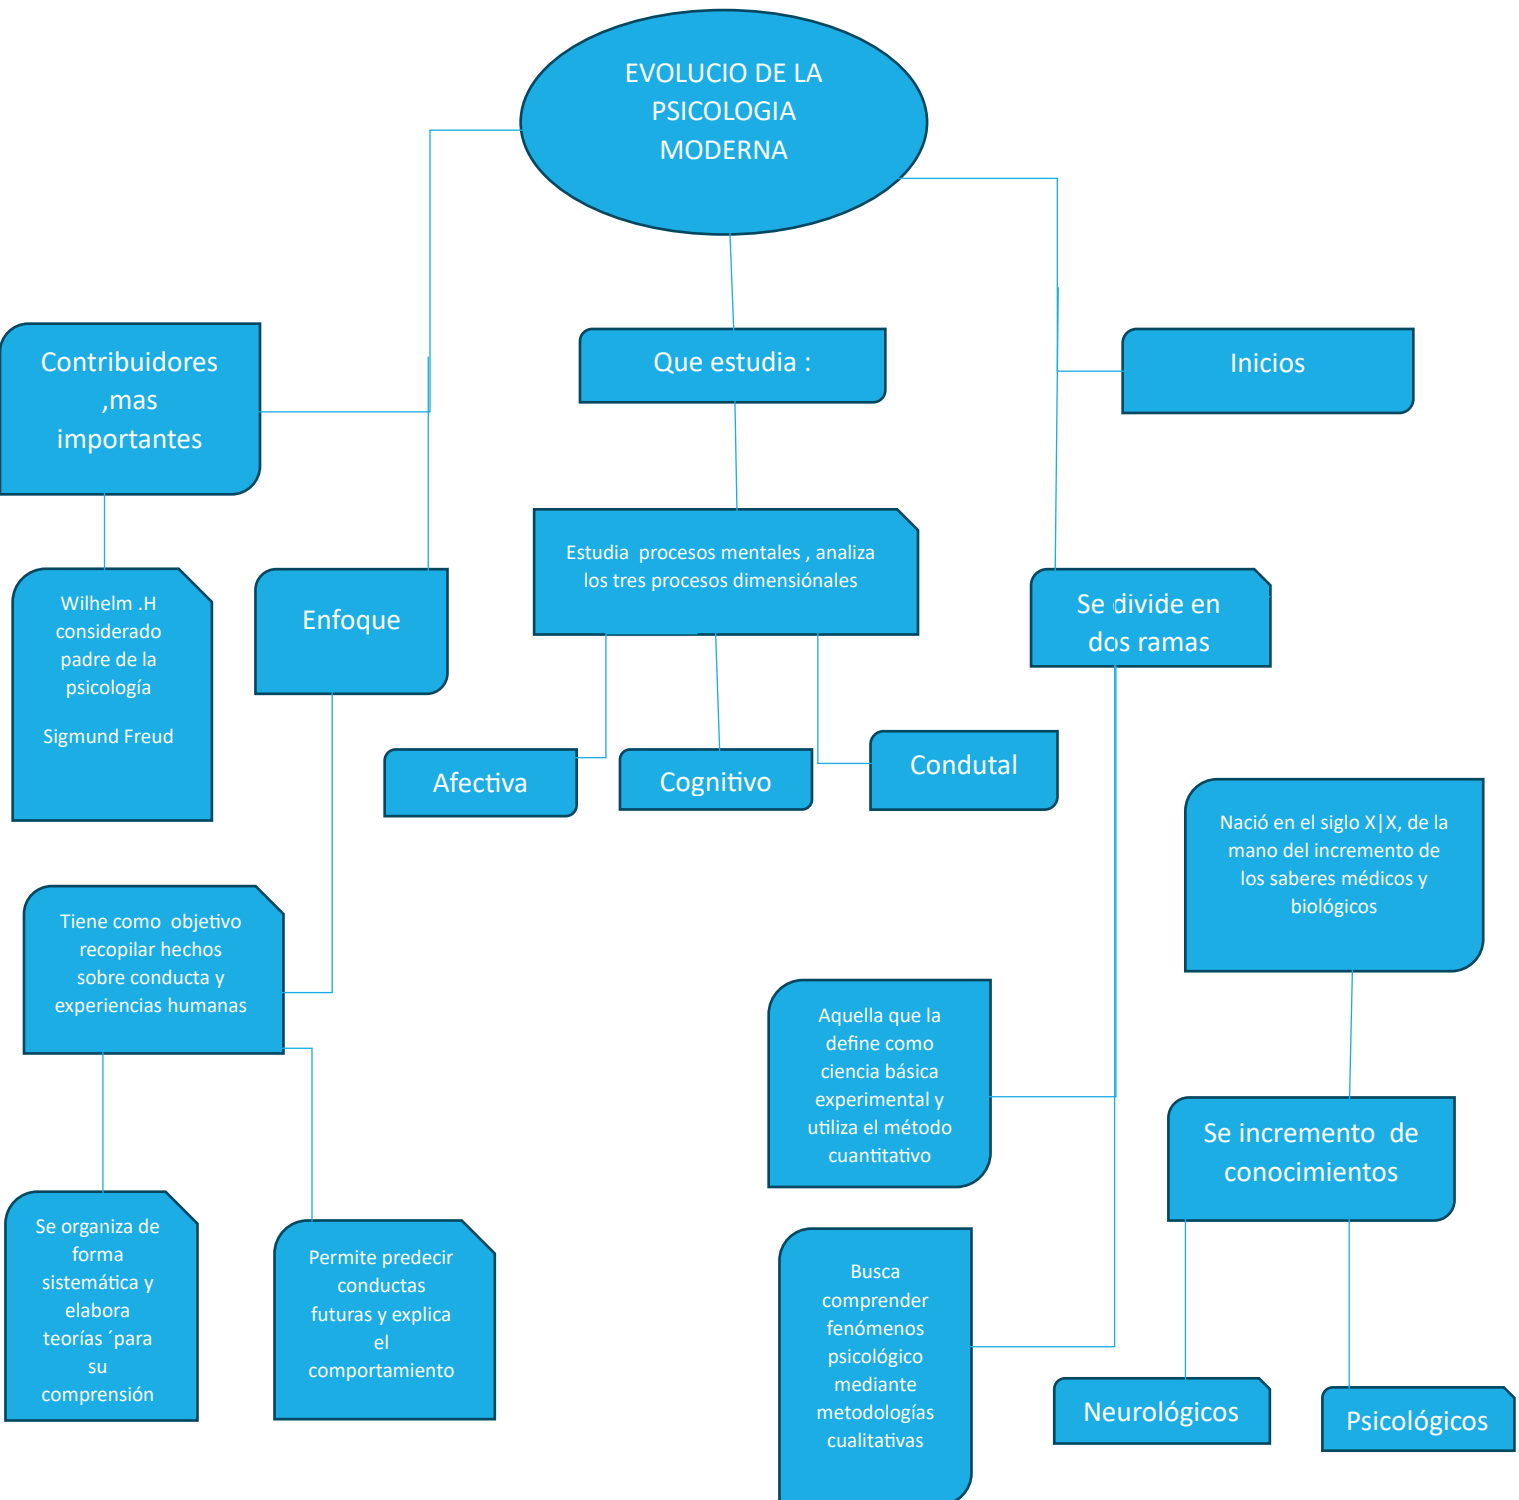 EVOLUCIO DE LA
PSICOLOGIA
MODERNA
Contribuidores
,mas
importantes
Que estudia :
Inicios
Estudia procesos mentales , analiza
los tres procesos dimensiónales
Wilhelm .H
considerado
padre de la
psicología
Sigmund Freud
Enfoque
Se divide en
dos ramas
Afectiva
Cognitivo
Condutal
Nació en el siglo X|X, de la
mano del incremento de
los saberes médicos y
biológicos
Tiene como objetivo
recopilar hechos
sobre conducta y
experiencias humanas
Aquella que la
define como
ciencia básica
experimental y
utiliza el método
cuantitativo
Se incremento de
conocimientos
Se organiza de
forma
sistemática y
elabora
teorías ´para
su
comprensión
Permite predecir
conductas
futuras y explica
el
comportamiento
Busca
comprender
fenómenos
psicológico
mediante
metodologías
cualitativas
Neurológicos
Psicológicos